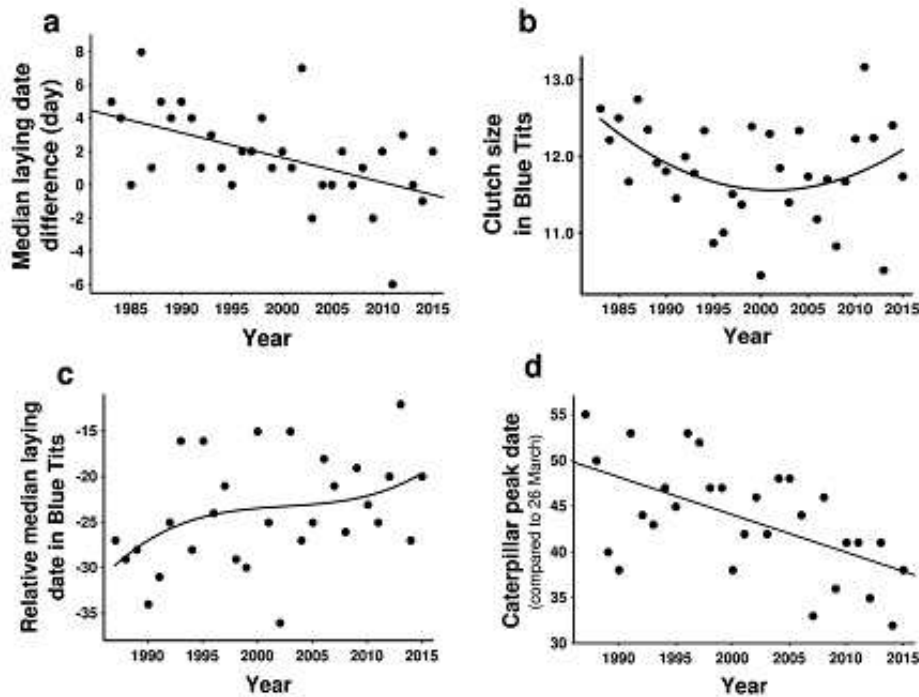 a
Median laying date
difference (day)
8
6
4
2
0
-2
-4
-6
1985 1990 1995 2000 2005 2010 2015
Year
b
Clutch size
in Blue Tits
13.0
12.0
11.0
1985 1990 1995 2000 2005 2010 2015
Year
c
Relative median laying
date in Blue Tits
-15
-20
-25
-30
-35
1990 1995 2000 2005 2010 2015
Year
d
Caterpillar peak date
(compared to 26 March)
55
50
45
40
35
30
1990 1995 2000 2005 2010 2015
Year